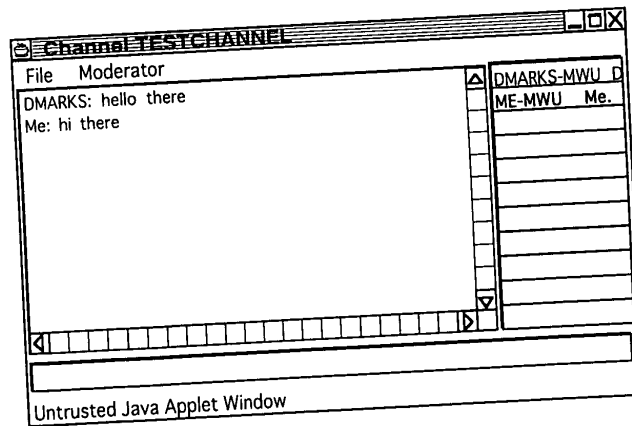 Channel TESTCHANNEL
File Moderator
DMARKS: hello there
Me: hi there
DMARKS-MWU D
ME-MWU Me.
Untrusted Java Applet Window